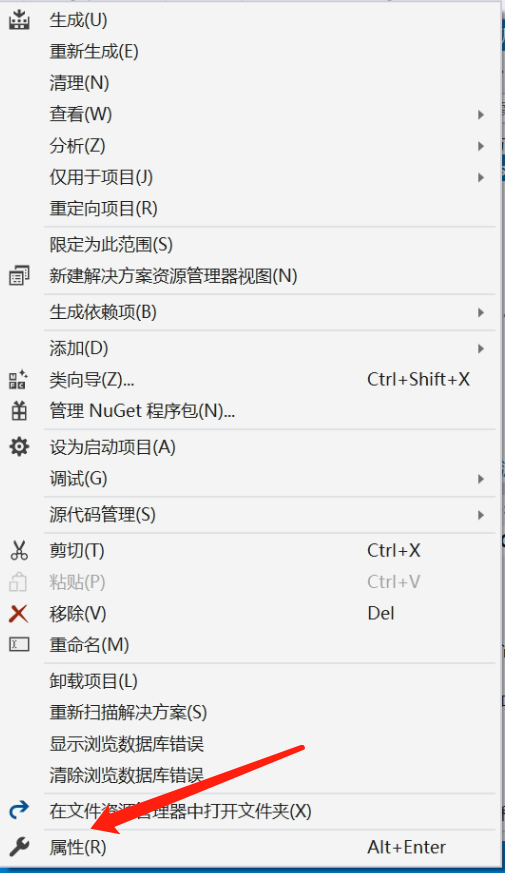 生成(U)
重新生成(E)
清理(N)
查看(W)
分析(Z)
仅用于项目(J)
重定向项目(R)
限定为此范围(S)
新建解决方案资源管理器视图(N)
生成依赖项(B)
添加(D)
类向导(Z)... Ctrl+Shift+X
管理 NuGet 程序包(N)...
设为启动项目(A)
调试(G)
源代码管理(S)
剪切(T) Ctrl+X
粘贴(P) Ctrl+V
移除(V) Del
重命名(M)
卸载项目(L)
重新扫描解决方案(S)
显示浏览数据库错误
清除浏览数据库错误
在文件资源管理器中打开文件夹(X)
属性(R) Alt+Enter